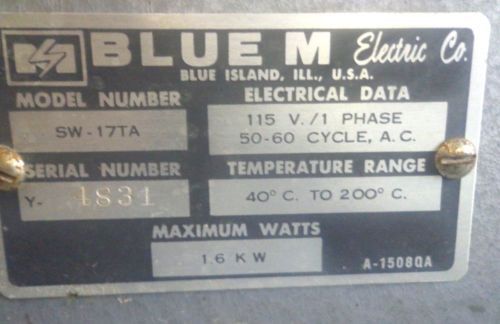 BLUE M Electric Co.
BLUE ISLAND, ILL., U.S.A.
MODEL NUMBER
SW-17TA
ELECTRICAL DATA
115 V./1 PHASE
50-60 CYCLE, A.C.
SERIAL NUMBER
Y- 4831
TEMPERATURE RANGE
40° C. TO 200° C.
MAXIMUM WATTS
1.6 KW
A-1508QA